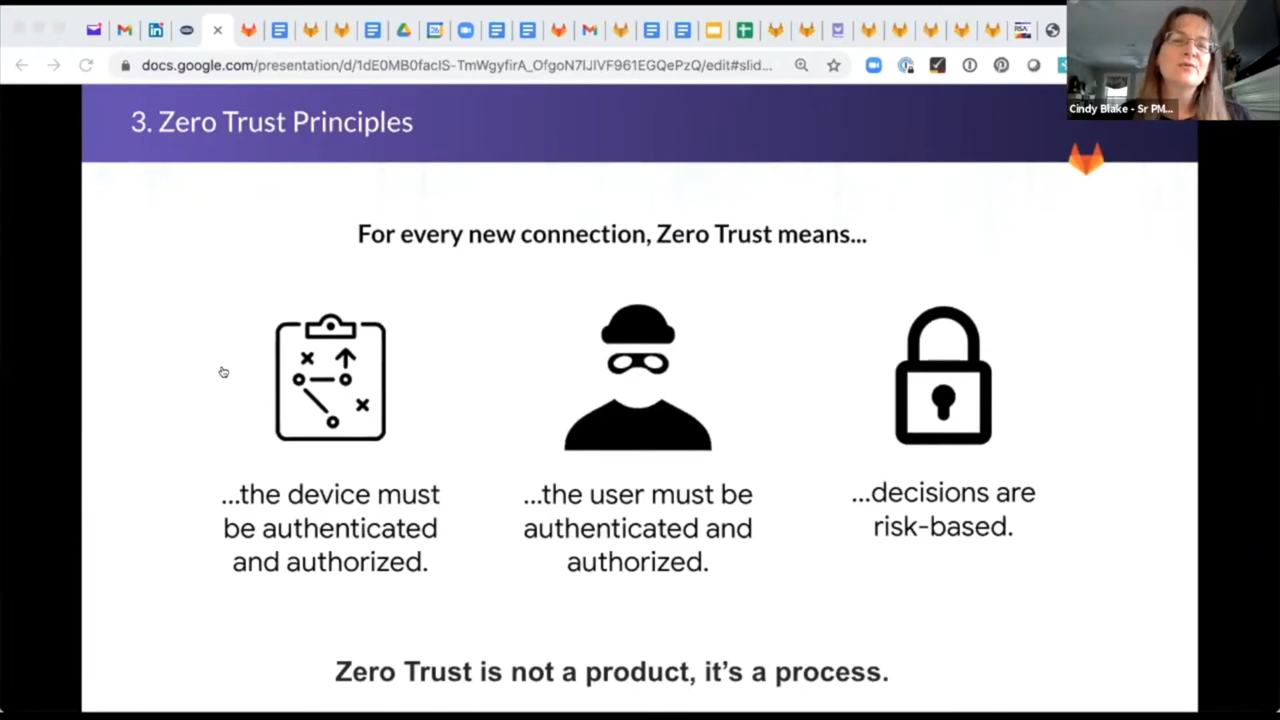 docs.google.com/presentation/d/1dE0MB0facIS-TmWgyfirA_OfgoN7IJIVF961EGQePzQ/edit#slid...
Cindy Blake - Sr PM...
3. Zero Trust Principles
For every new connection, Zero Trust means...
...the device must
be authenticated
and authorized.
...the user must be
authenticated and
authorized.
...decisions are
risk-based.
Zero Trust is not a product, it's a process.